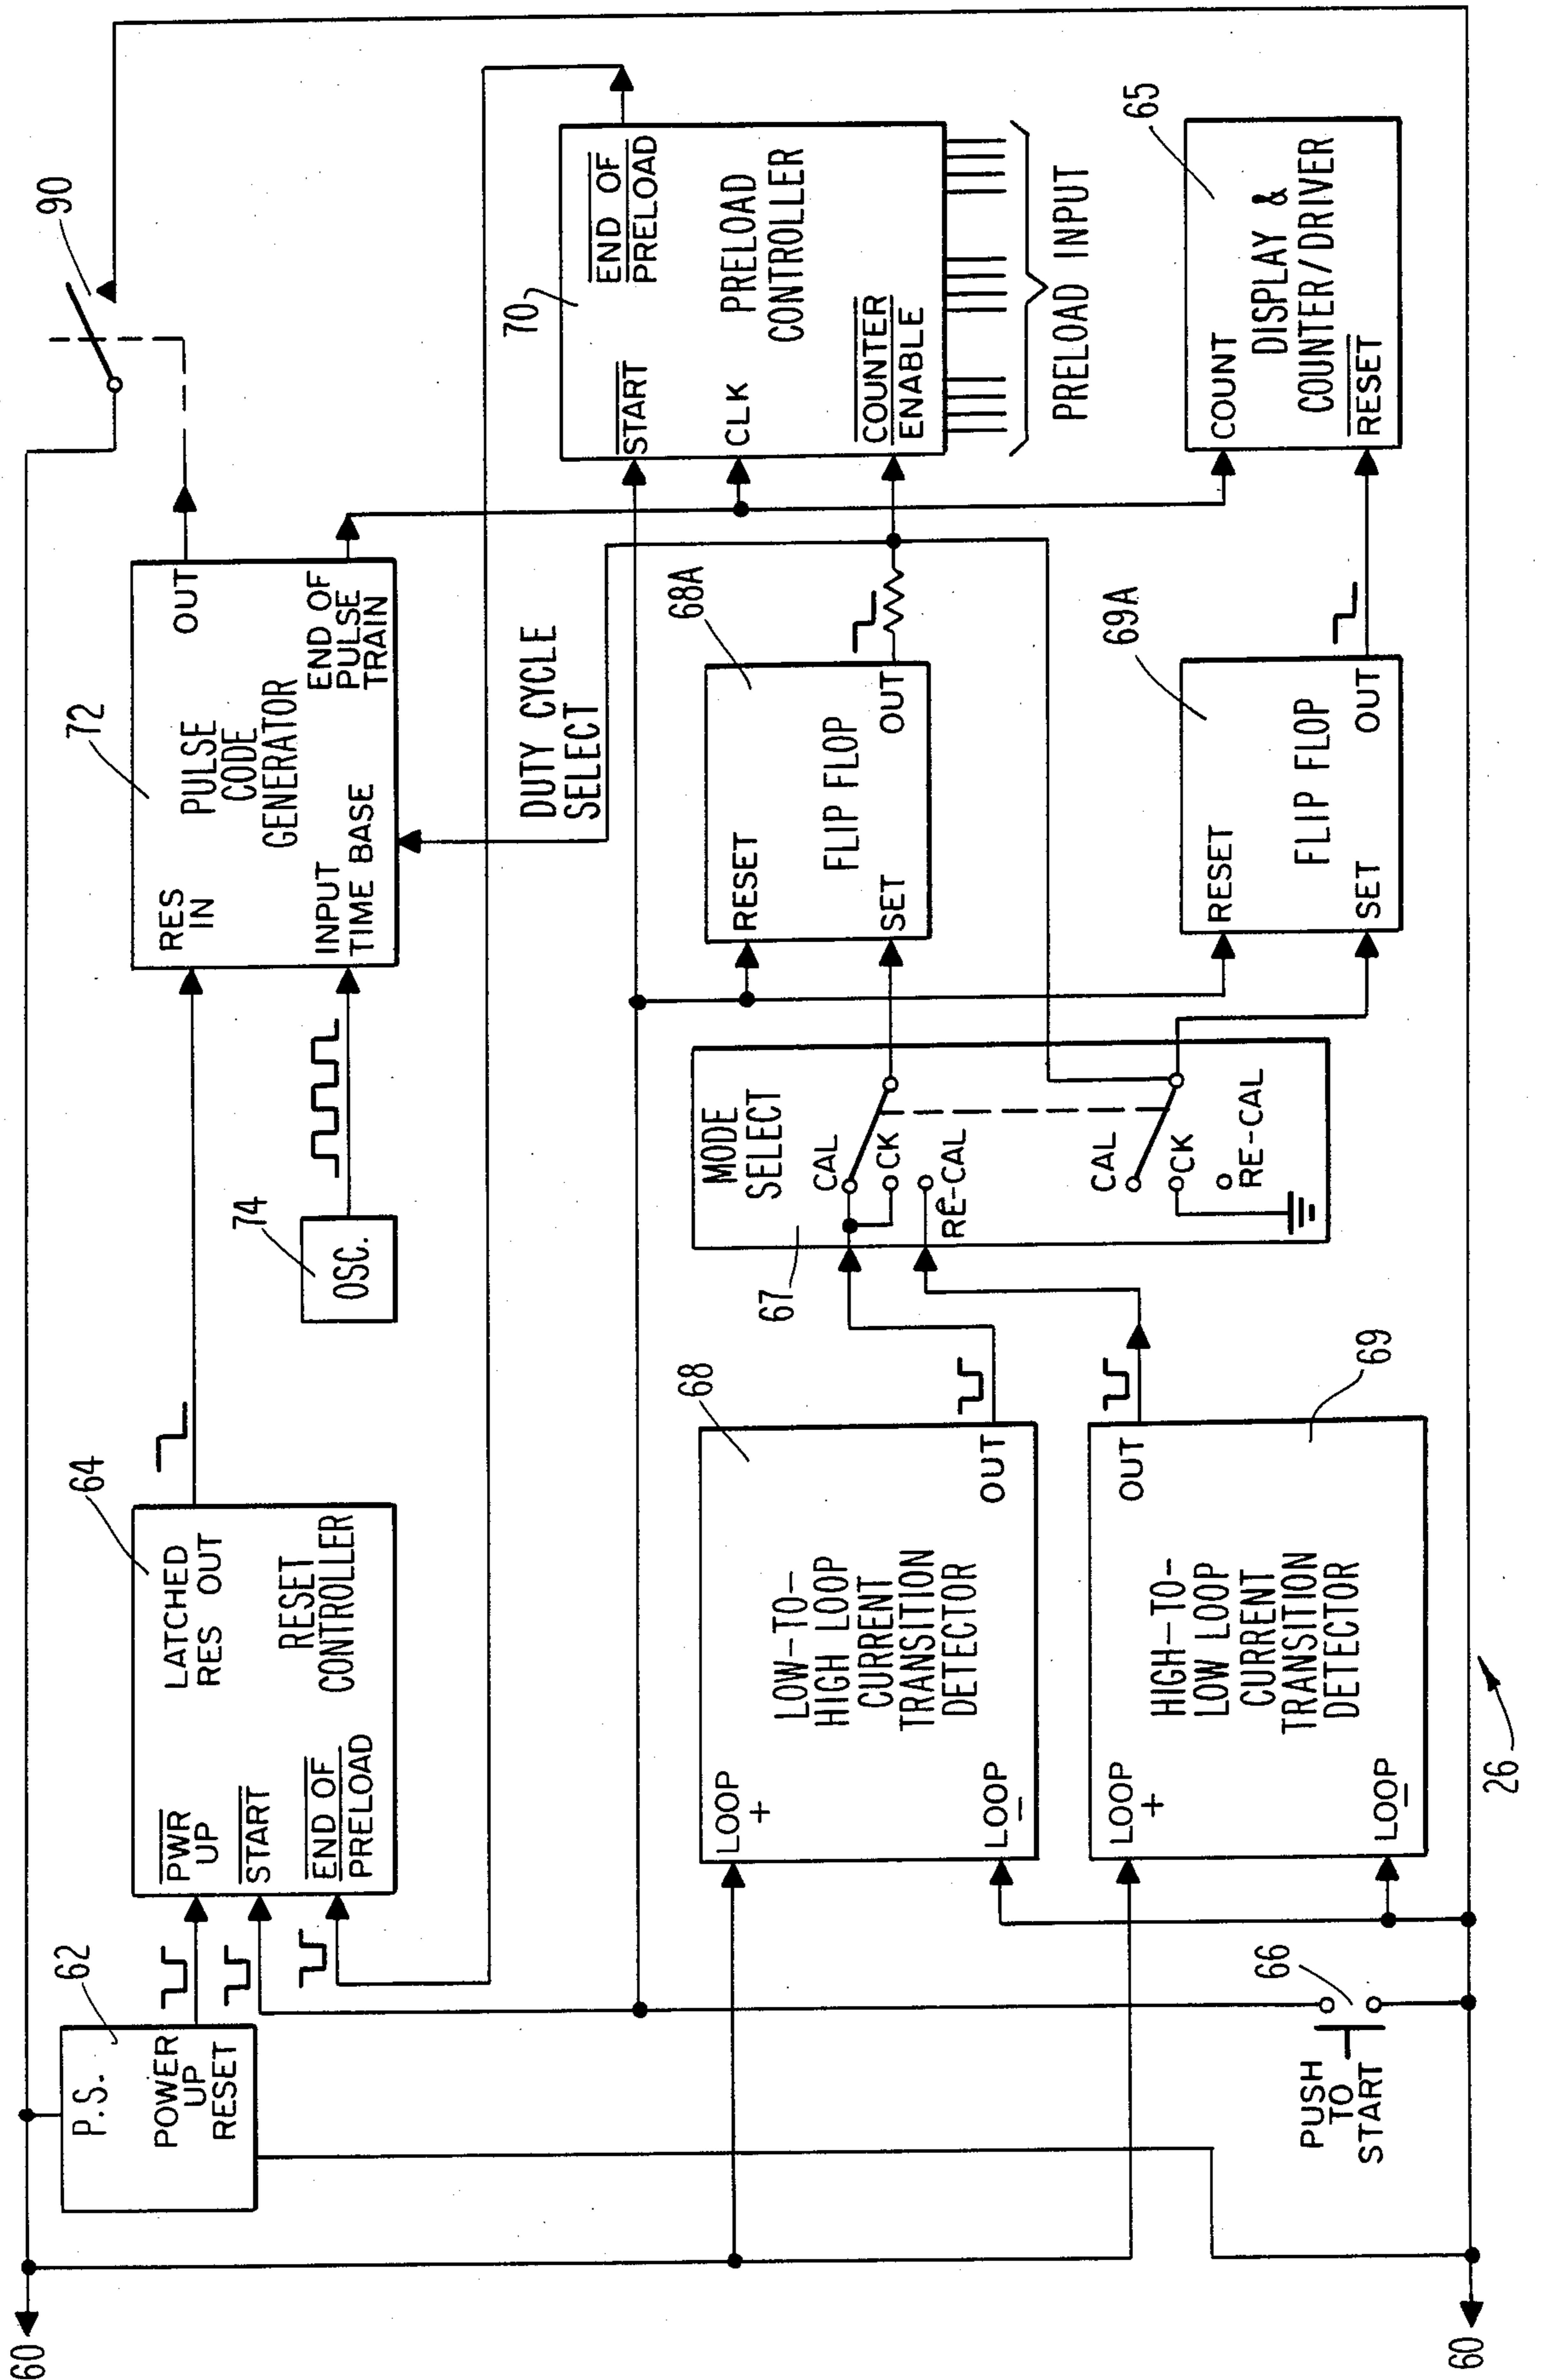 60
P.S.
62
POWER
UP
RESET
PWR
UP
START
END OF
PRELOAD
LATCHED
RES OUT
RESET
CONTROLLER
64
OSC.
74
RES
IN
INPUT
TIME BASE
PULSE
CODE
GENERATOR
72
OUT
END OF
PULSE
TRAIN
90
DUTY CYCLE
SELECT
70
START
CLK
COUNTER
ENABLE
END OF
PRELOAD
PRELOAD
CONTROLLER
PRELOAD INPUT
LOOP
+
LOOP
–
LOW-TO-
HIGH LOOP
CURRENT
TRANSITION
DETECTOR
OUT
68
LOOP
+
LOOP
–
HIGH-TO-
LOW LOOP
CURRENT
TRANSITION
DETECTOR
OUT
69
67
MODE
SELECT
CAL
CK
RE-CAL
CAL
CK
RE-CAL
RESET
SET
FLIP FLOP
OUT
68A
RESET
SET
FLIP FLOP
OUT
69A
COUNT
RESET
DISPLAY &
COUNTER/DRIVER
65
PUSH
TO
START
66
26
60